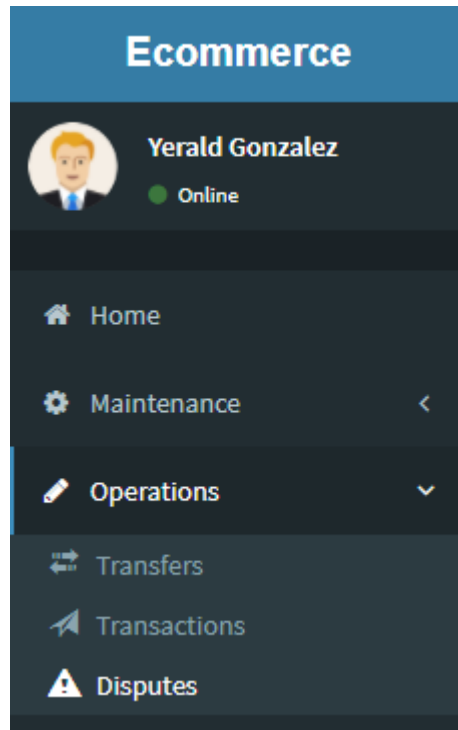 Ecommerce
Yerald Gonzalez
Online
Home
Maintenance
Operations
Transfers
Transactions
Disputes